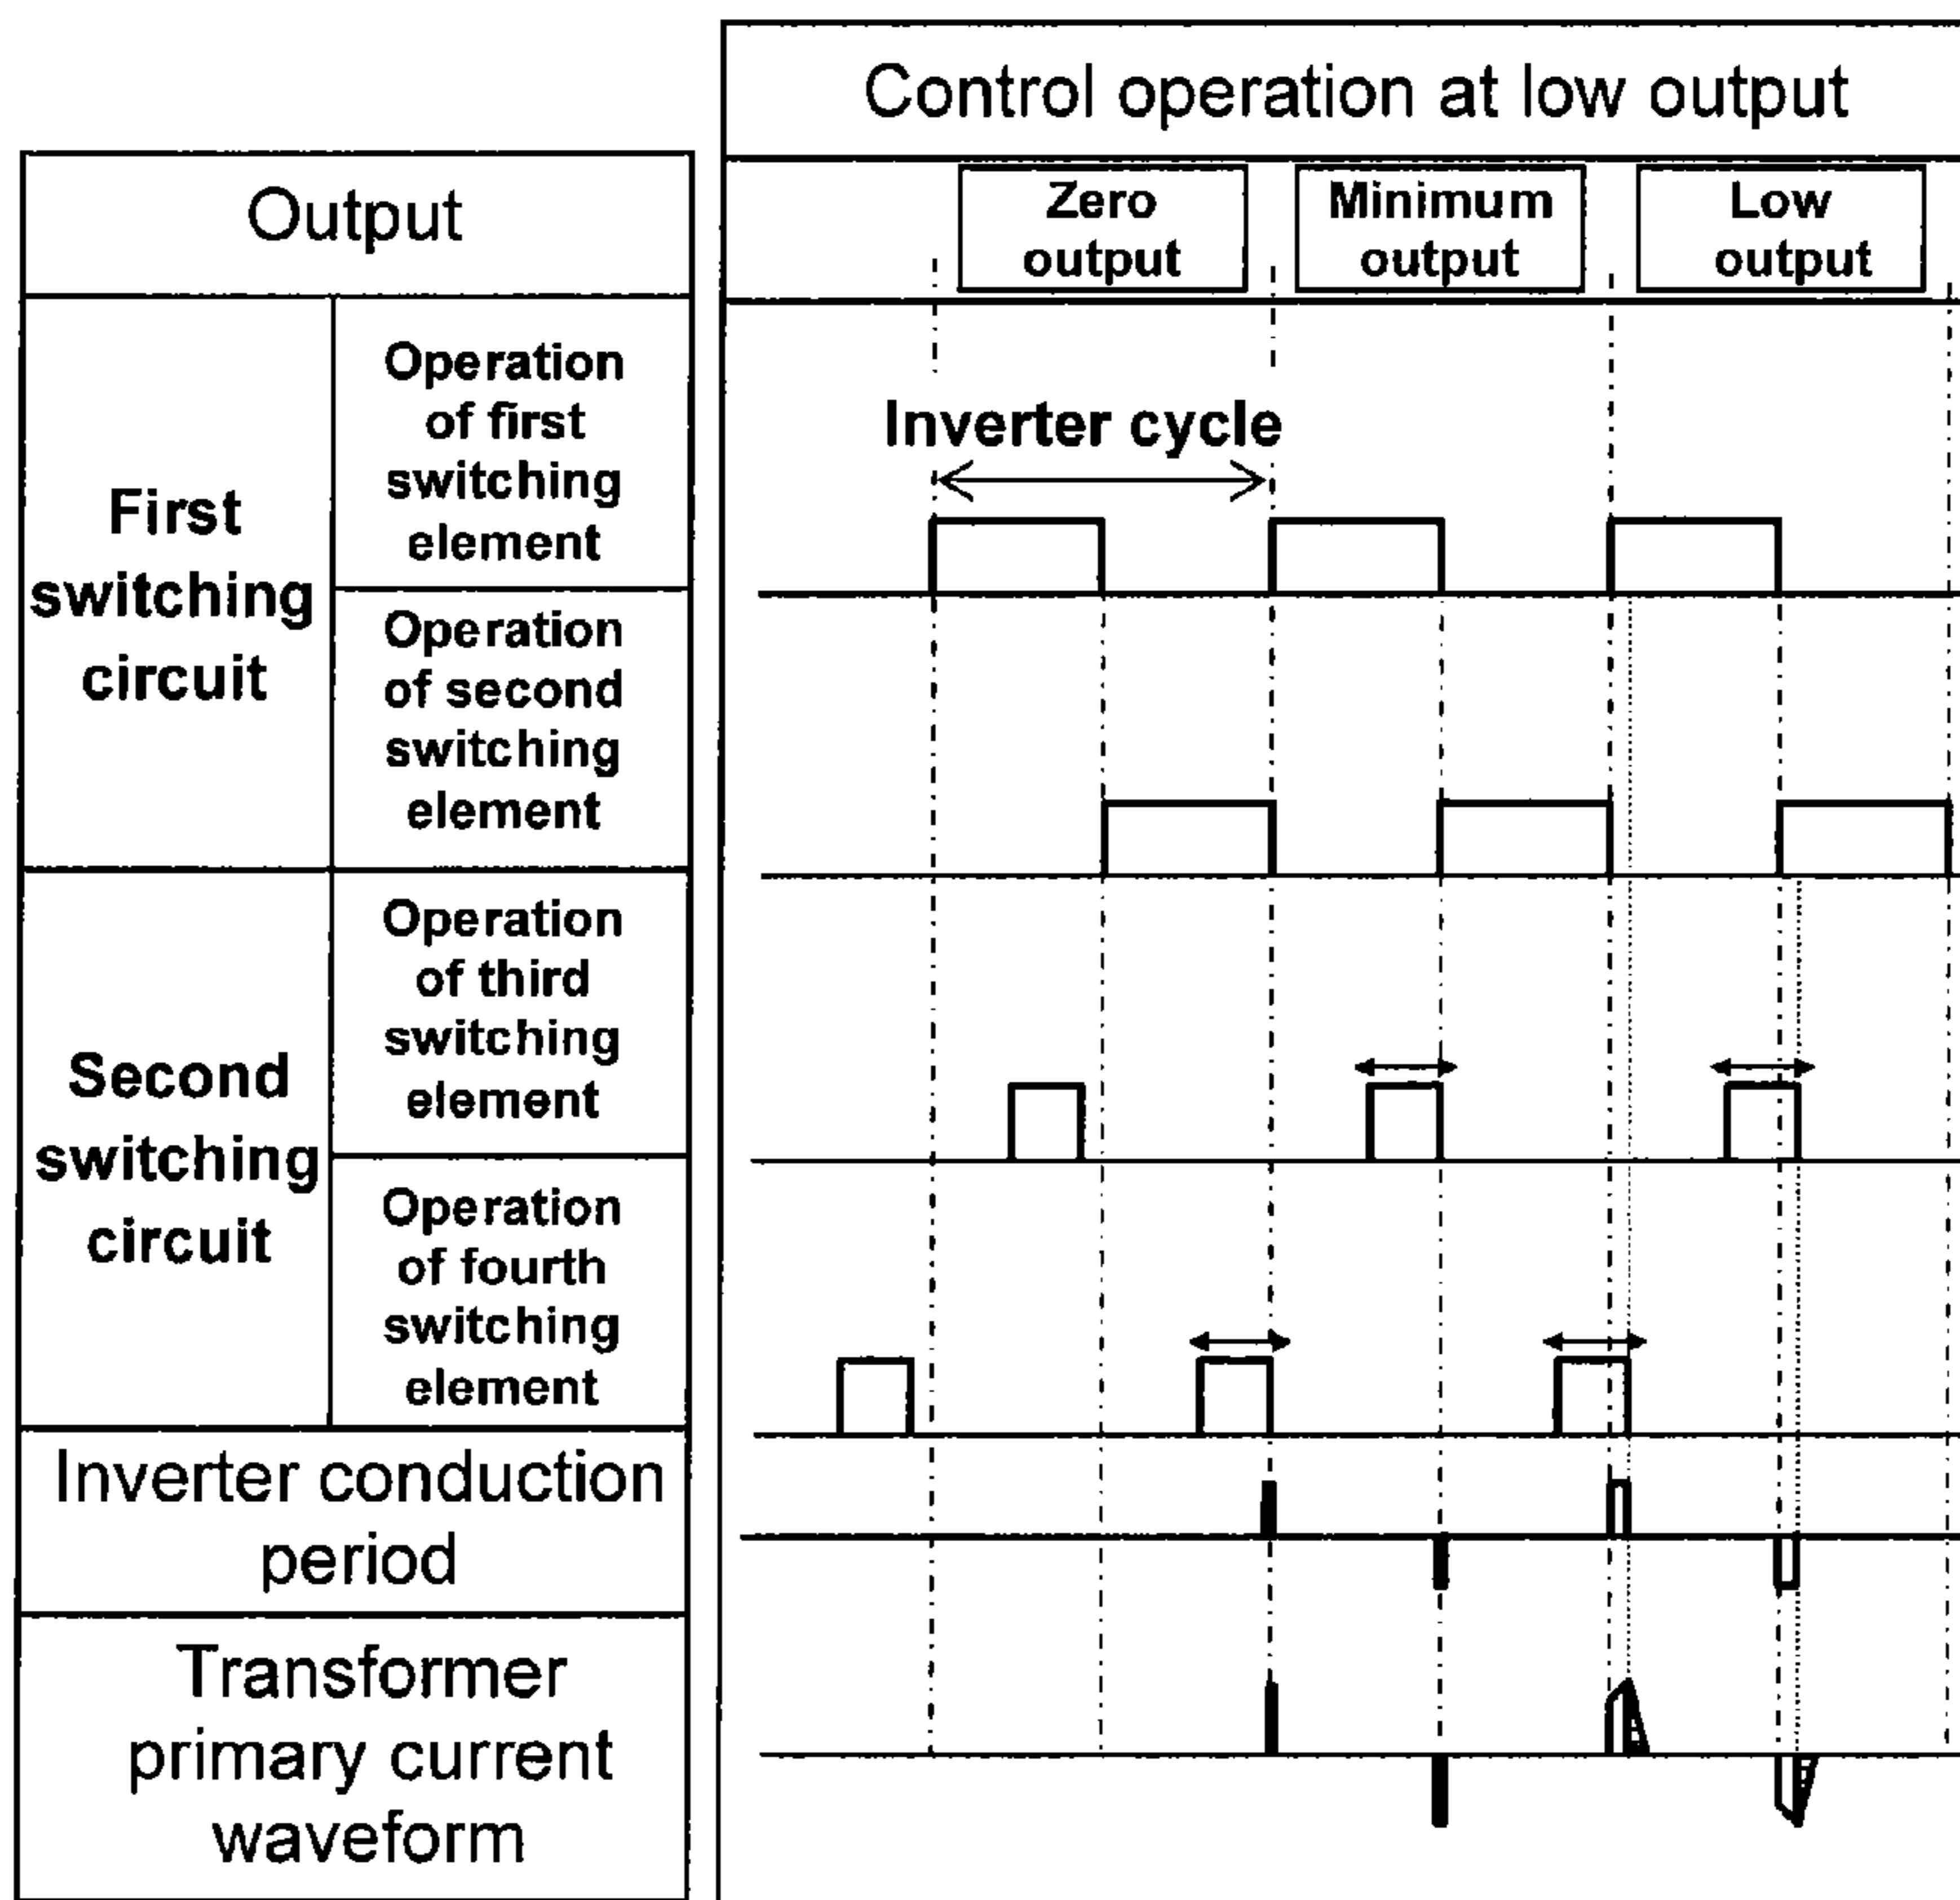 Control operation at low output
Output
Zero
output
Minimum
output
Low
output
First
switching
circuit
Operation
of first
switching
element
Inverter cycle
Operation
of second
switching
element
Second
switching
circuit
Operation
of third
switching
element
Operation
of fourth
switching
element
Inverter conduction
period
Transformer
primary current
waveform